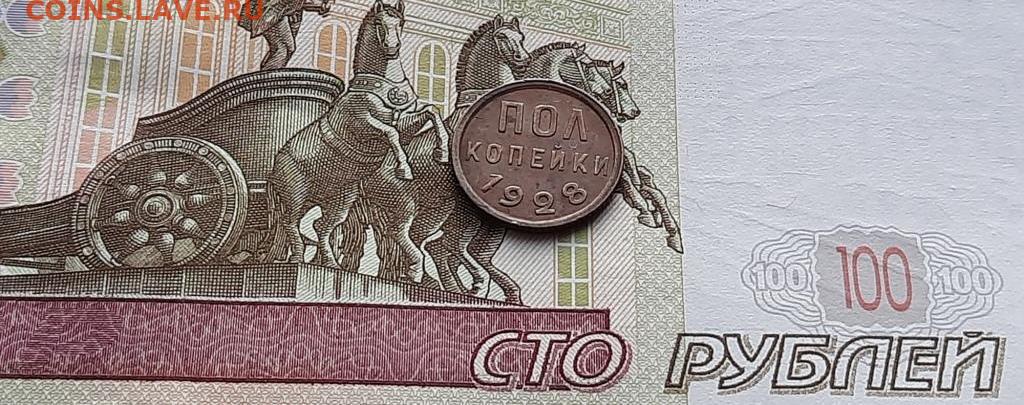 COINS.LAVE.RU
ПОЛ
КОПЕЙКИ
1928
100 100 100
СТО РУБЛЕЙ